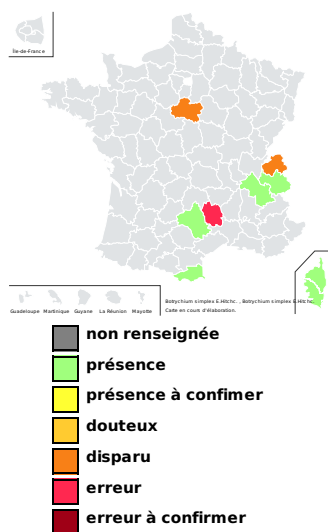 Île-de-France
Guadeloupe Martinique Guyane La Réunion Mayotte
Botrychium simplex E.Hitchc. , Botrychium simplex E.Hitchc.
Carte en cours d'élaboration.
non renseignée
présence
présence à confimer
douteux
disparu
erreur
erreur à confirmer